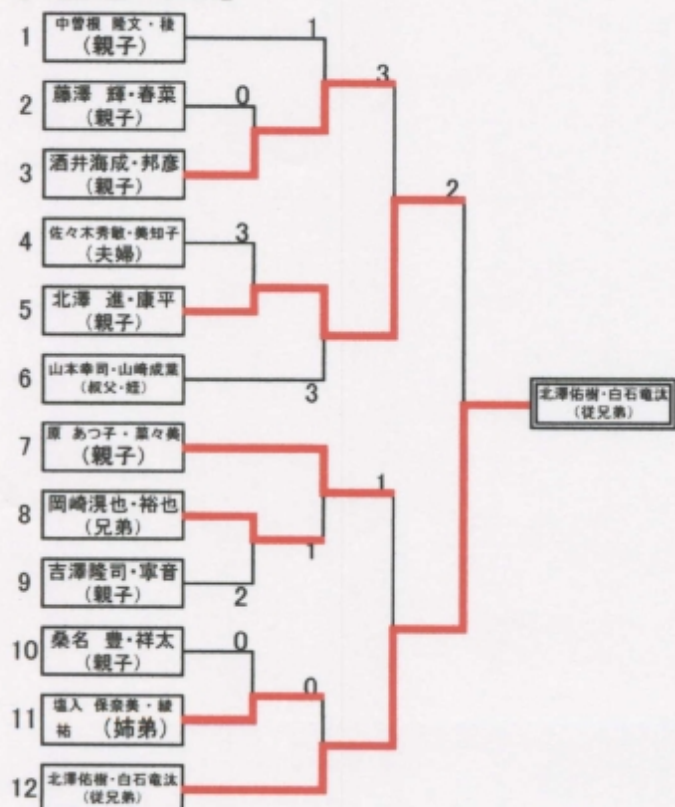 1
中曽根 隆文・稜
(親子)
1
3
2
藤澤 輝・春菜
(親子)
0
3
酒井海成・邦彦
(親子)
2
4
佐々木秀敏・美知子
(夫婦)
3
5
北澤 進・康平
(親子)
6
山本幸司・山崎成葉
(叔父・姪)
3
北澤佑樹・白石竜汰
(従兄弟)
7
原 あつ子・菜々美
(親子)
1
8
岡崎滉也・裕也
(兄弟)
1
9
吉澤隆司・寧音
(親子)
2
10
桑名 豊・祥太
(親子)
0
0
11
塩入 保奈美・綾
祐 (姉弟)
12
北澤佑樹・白石竜汰
(従兄弟)